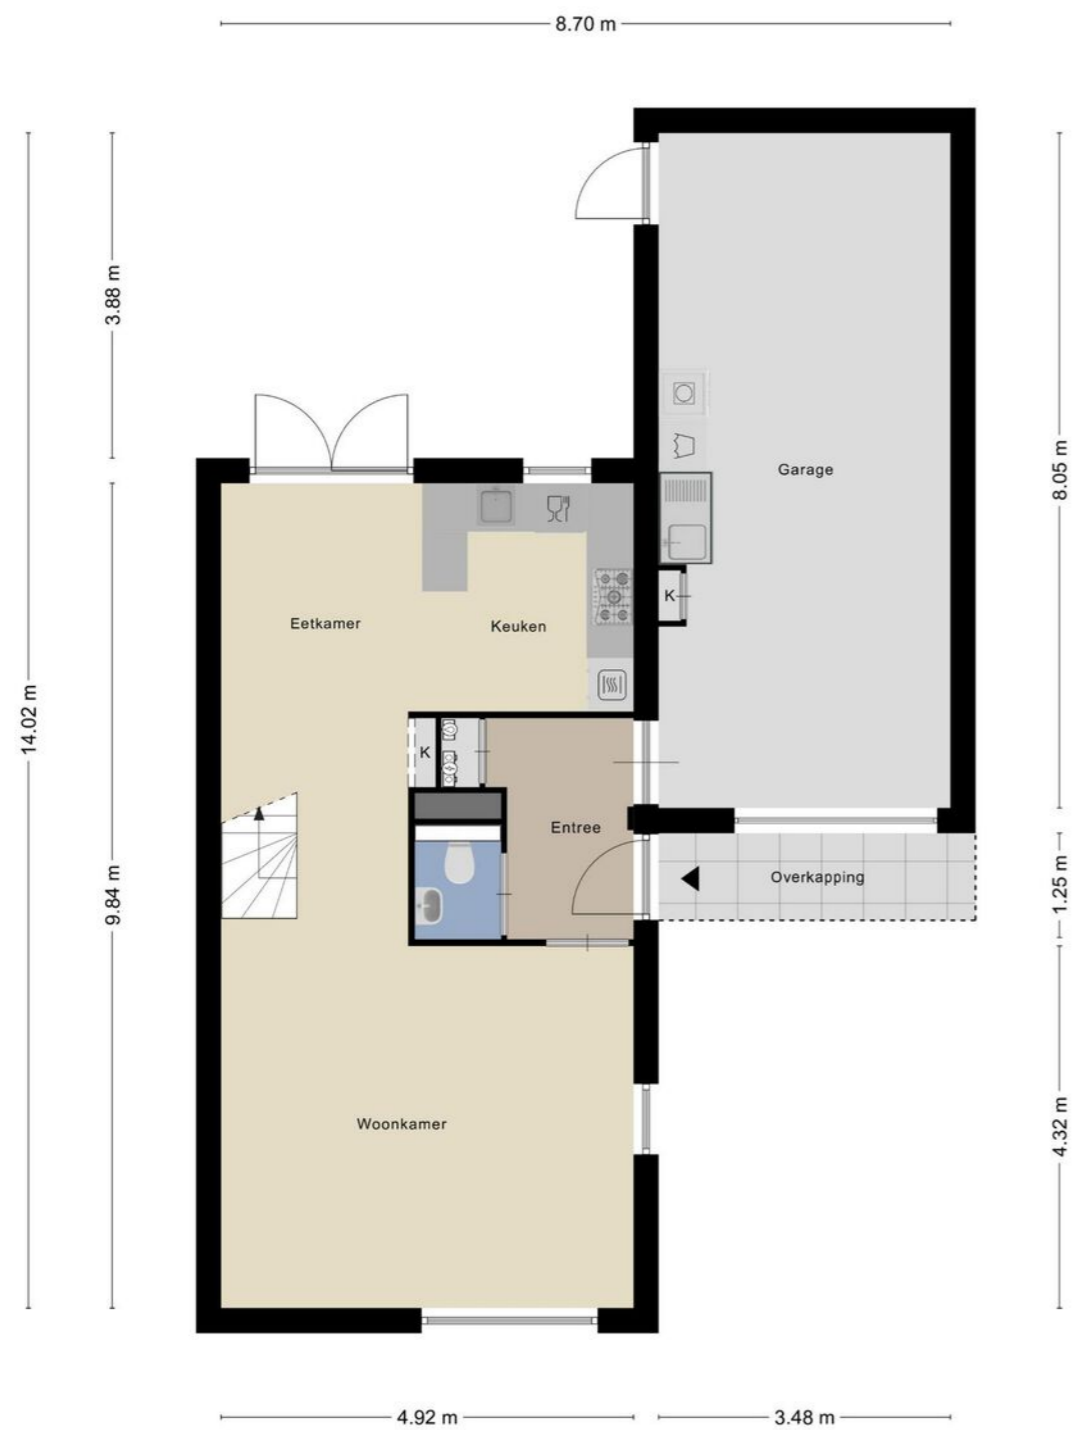 8.70 m
3.88 m
8.05 m
Garage
K
Eetkamer
Keuken
14.02 m
K
Entree
Overkapping
1.25 m
9.84 m
Woonkamer
4.32 m
4.92 m
3.48 m